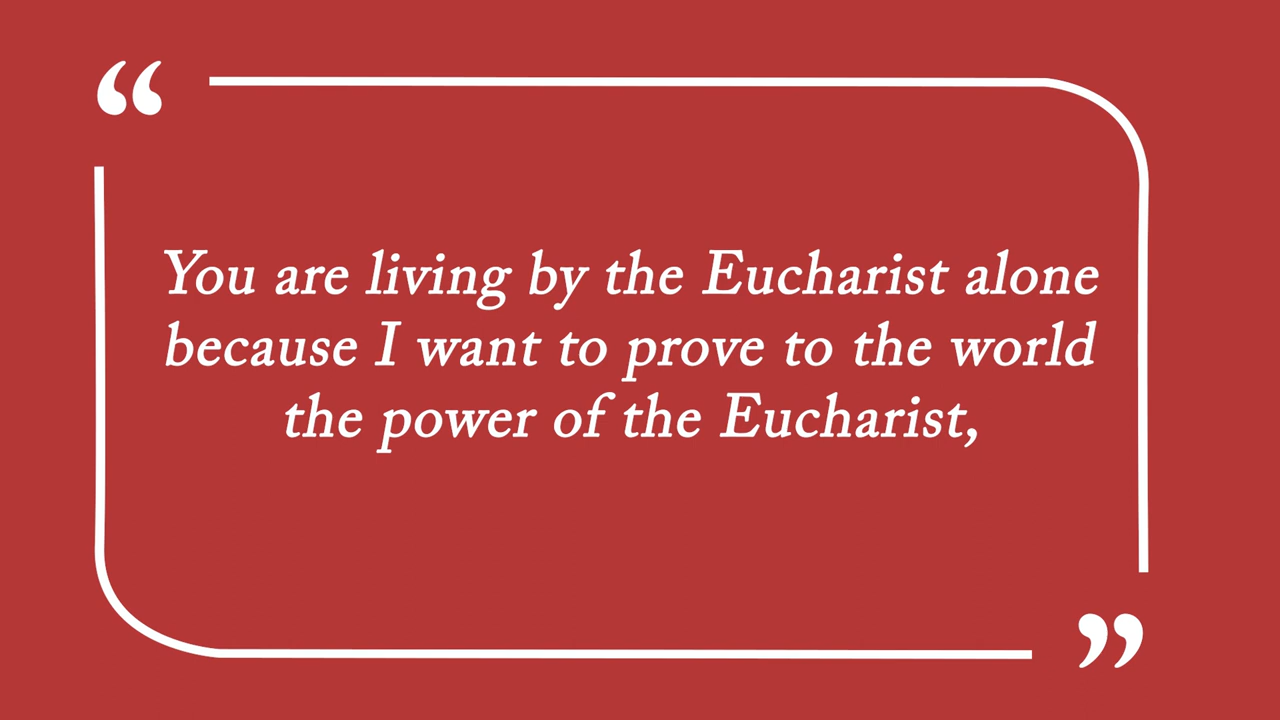 “
You are living by the Eucharist alone
because I want to prove to the world
the power of the Eucharist,
”